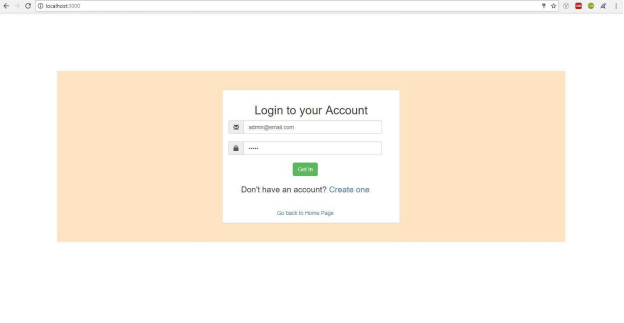 localhost:3000
Login to your Account
admin@email.com
•••••
Get In
Don't have an account? Create one
Go back to Home Page